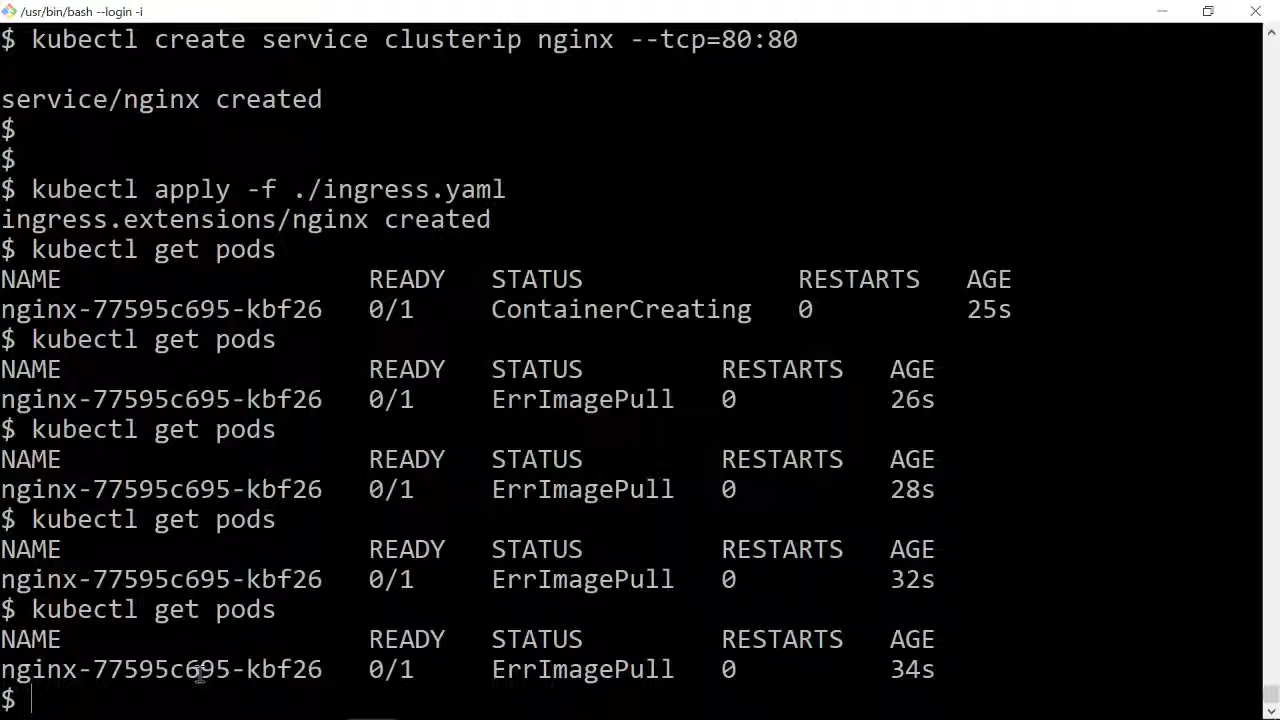 /usr/bin/bash --login -i
$ kubectl create service clusterip nginx --tcp=80:80
service/nginx created
$
$
$ kubectl apply -f ./ingress.yaml
ingress.extensions/nginx created
$ kubectl get pods
NAME READY STATUS RESTARTS AGE
nginx-77595c695-kbf26 0/1 ContainerCreating 0 25s
$ kubectl get pods
NAME READY STATUS RESTARTS AGE
nginx-77595c695-kbf26 0/1 ErrImagePull 0 26s
$ kubectl get pods
NAME READY STATUS RESTARTS AGE
nginx-77595c695-kbf26 0/1 ErrImagePull 0 28s
$ kubectl get pods
NAME READY STATUS RESTARTS AGE
nginx-77595c695-kbf26 0/1 ErrImagePull 0 32s
$ kubectl get pods
NAME READY STATUS RESTARTS AGE
nginx-77595c695-kbf26 0/1 ErrImagePull 0 34s
$